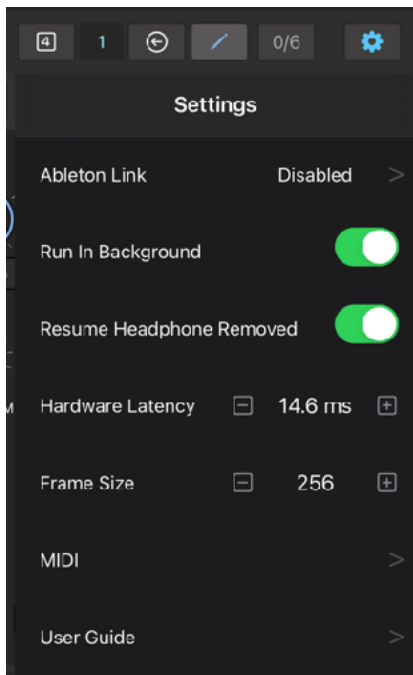 4 1 0/6
Settings
Ableton Link Disabled >
Run In Background
Resume Headphone Removed
Hardware Latency - 14.6 ms +
Frame Size - 256 +
MIDI >
User Guide >
M